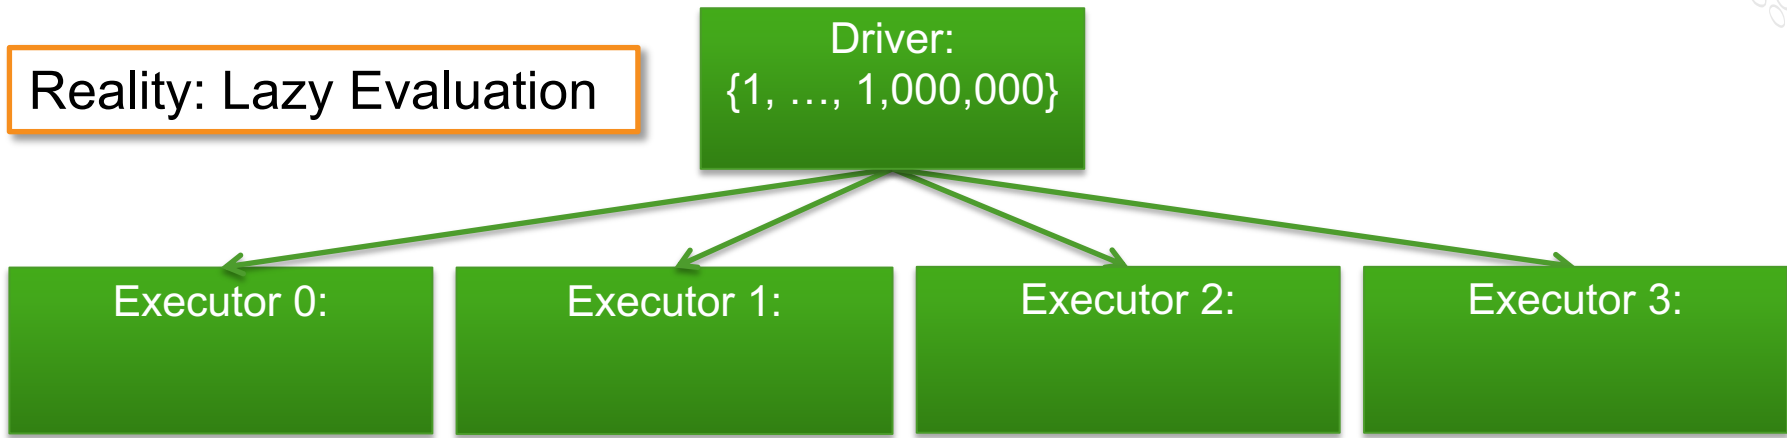 Reality: Lazy Evaluation
Driver:
{1, …, 1,000,000}
Executor 0:
Executor 1:
Executor 2:
Executor 3: